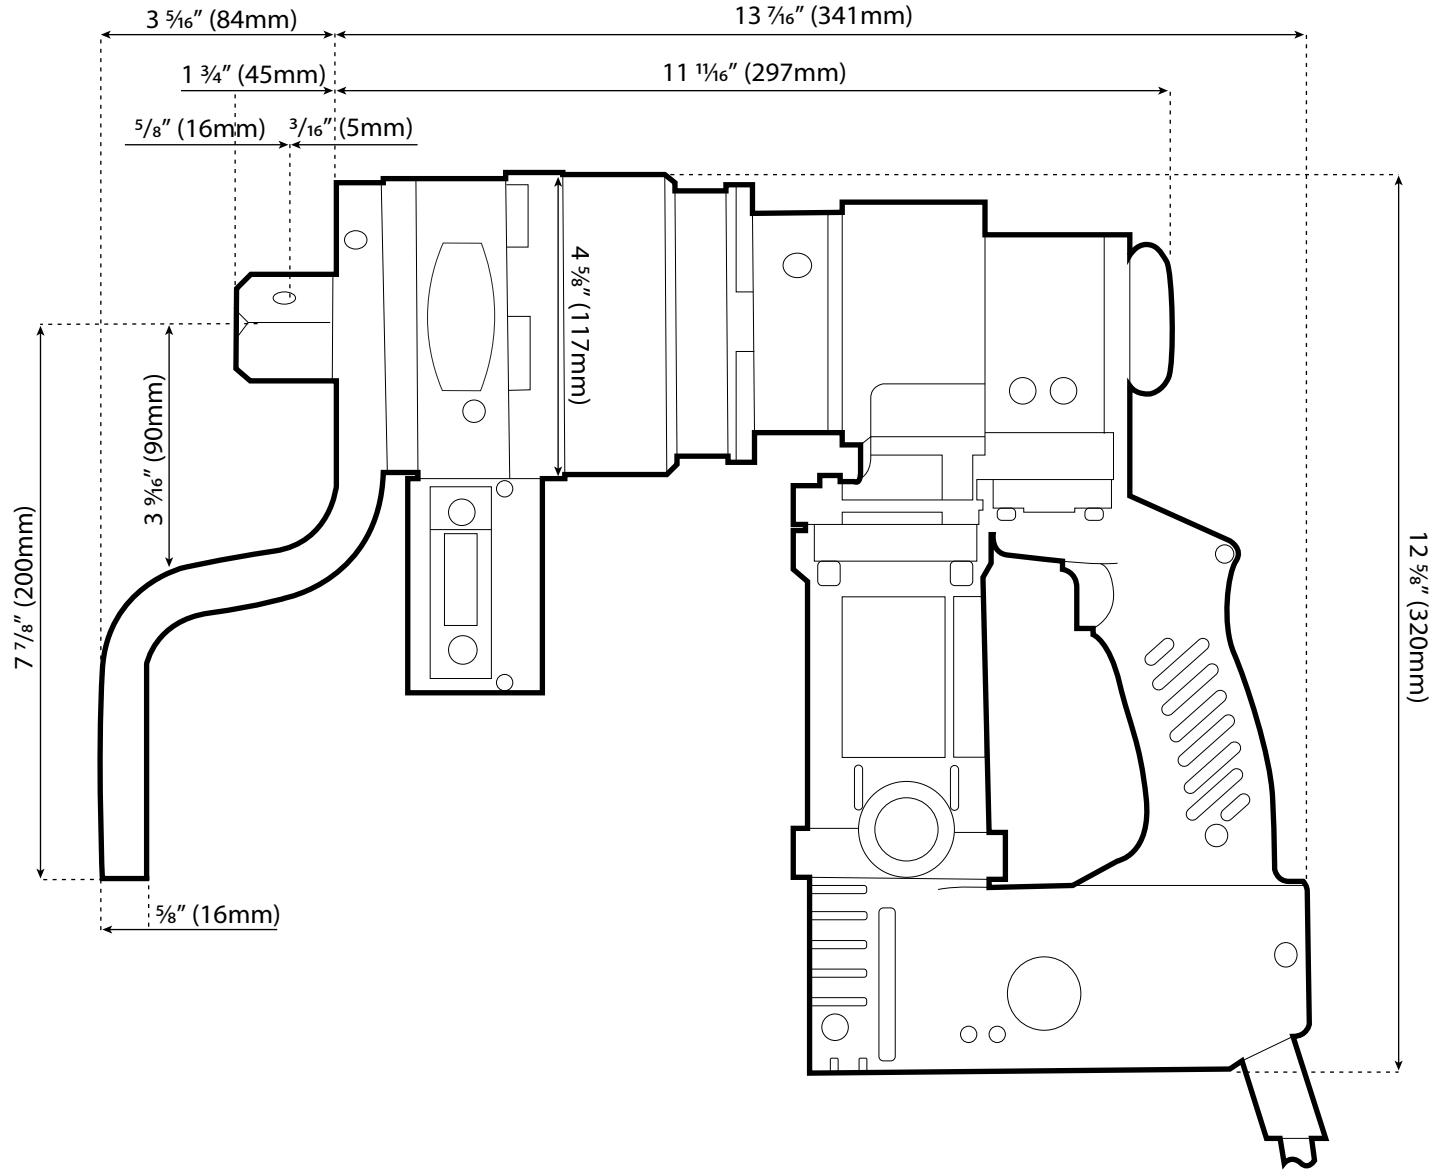 3 5⁄16” (84mm)
13 7⁄16” (341mm)
1 3⁄4” (45mm)
11 11⁄16” (297mm)
5/8” (16mm)
3/16” (5mm)
4 5⁄8” (117mm)
3 9⁄16” (90mm)
7 7/8” (200mm)
12 5⁄8” (320mm)
5⁄8” (16mm)